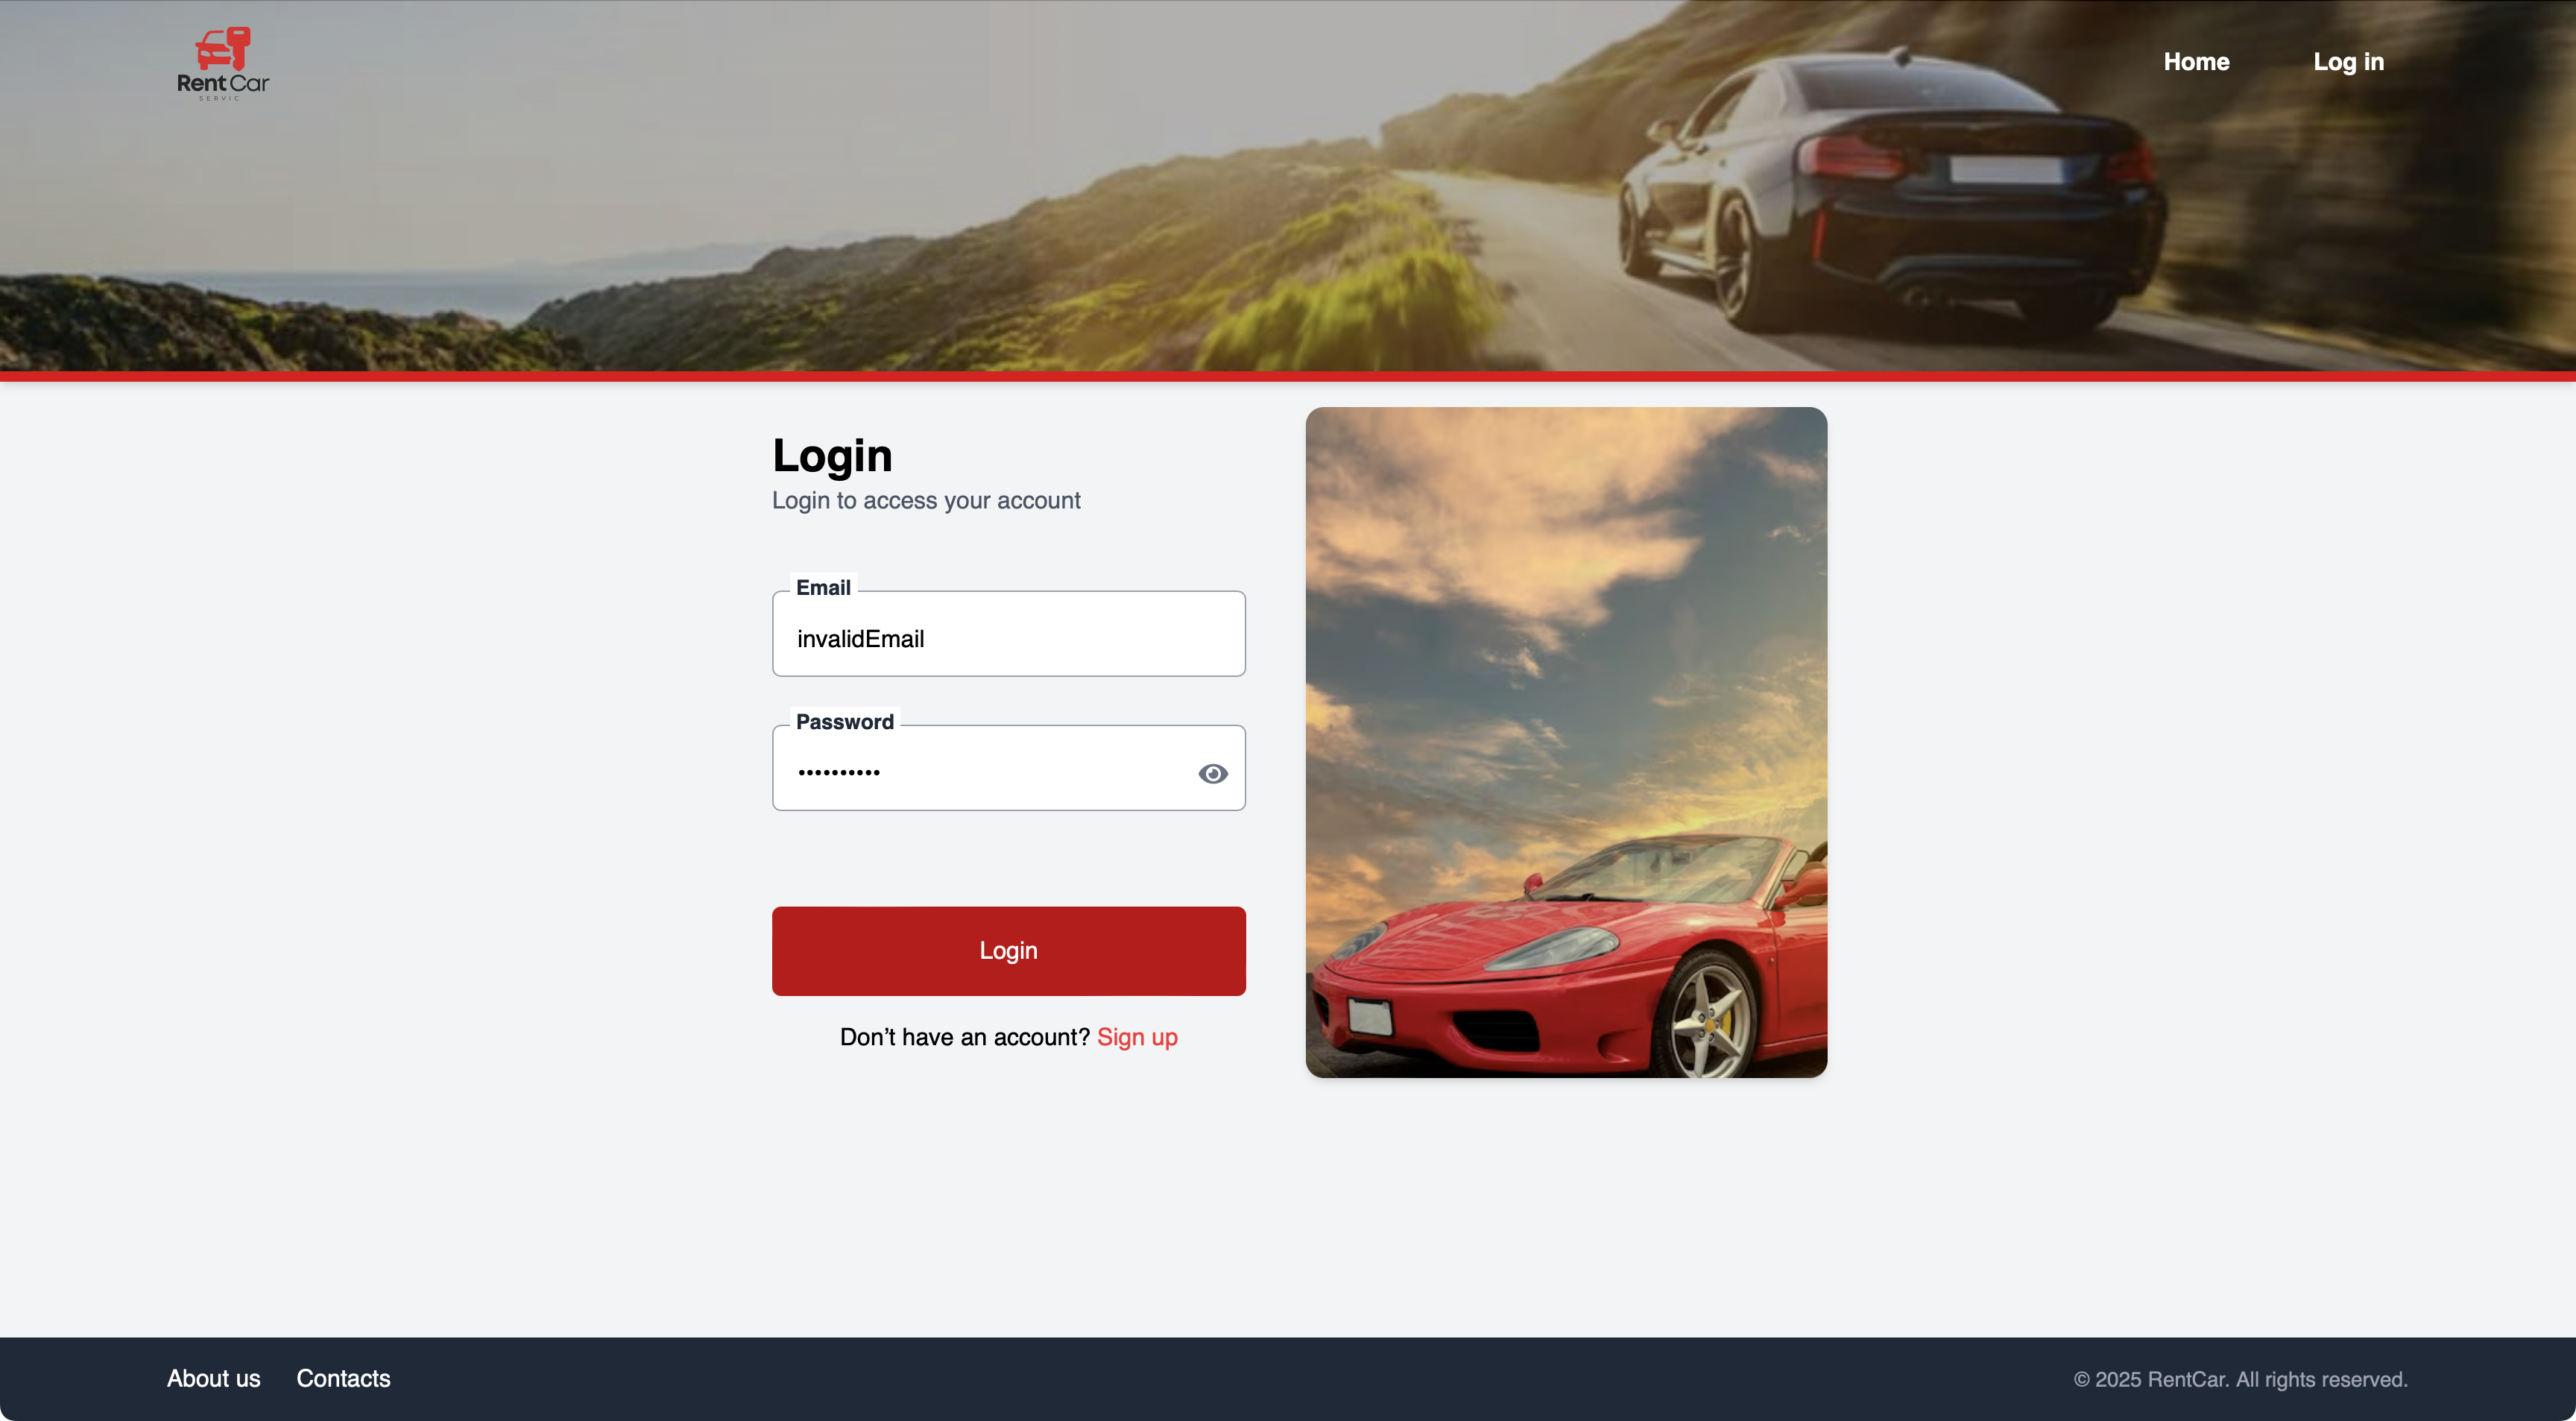 Rent Car
SERVIC
Home
Log in
Login
Login to access your account
Email
invalidEmail
Password
••••••••••
Login
Don’t have an account? Sign up
About us
Contacts
© 2025 RentCar. All rights reserved.